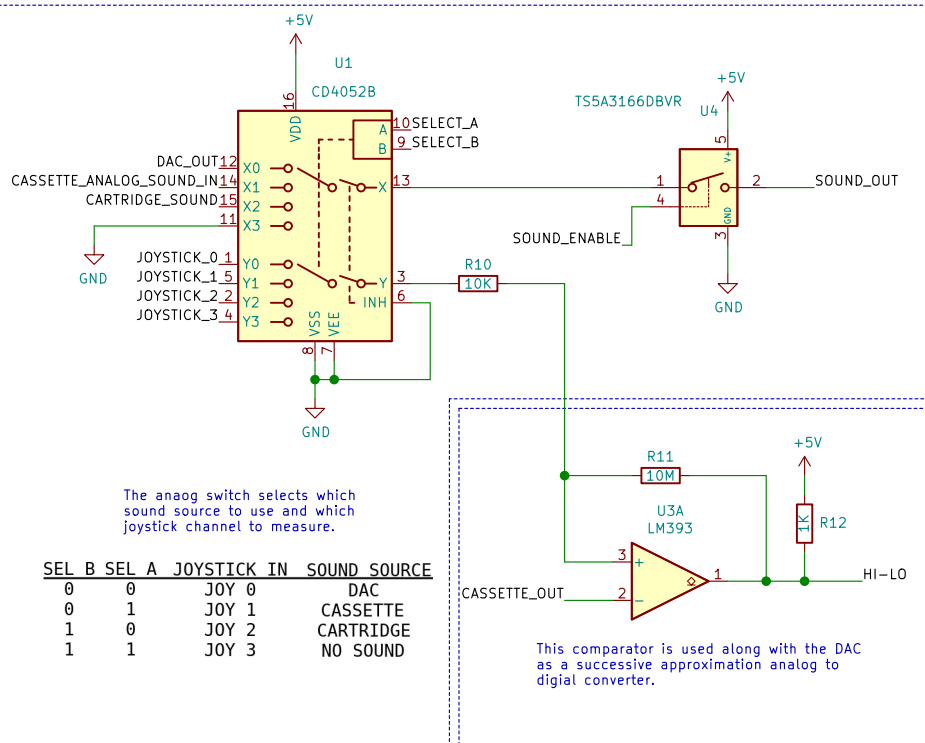 +5V
U1
CD4052B
16
VDD
10 SELECT_A
A
9 SELECT_B
B
DAC_OUT 12 X0
CASSETTE_ANALOG_SOUND_IN 14 X1
X 13
CARTRIDGE_SOUND 15 X2
11 X3
GND
JOYSTICK_0 1 Y0
JOYSTICK_1 5 Y1
Y 3
JOYSTICK_2 2 Y2
INH 6
JOYSTICK_3 4 Y3
VSS
VEE
8
7
GND
R10
10K
+5V
TS5A3166DBVR
U4
5
V+
1
2
SOUND_OUT
4
SOUND_ENABLE
GND
3
GND
The anaog switch selects which
sound source to use and which
joystick channel to measure.
SEL B SEL A JOYSTICK IN SOUND SOURCE
0 0 JOY 0 DAC
0 1 JOY 1 CASSETTE
1 0 JOY 2 CARTRIDGE
1 1 JOY 3 NO SOUND
R11
10M
+5V
1K
R12
U3A
LM393
3
+
CASSETTE_OUT
2
−
1
HI-LO
This comparator is used along with the DAC
as a successive approximation analog to
digial converter.